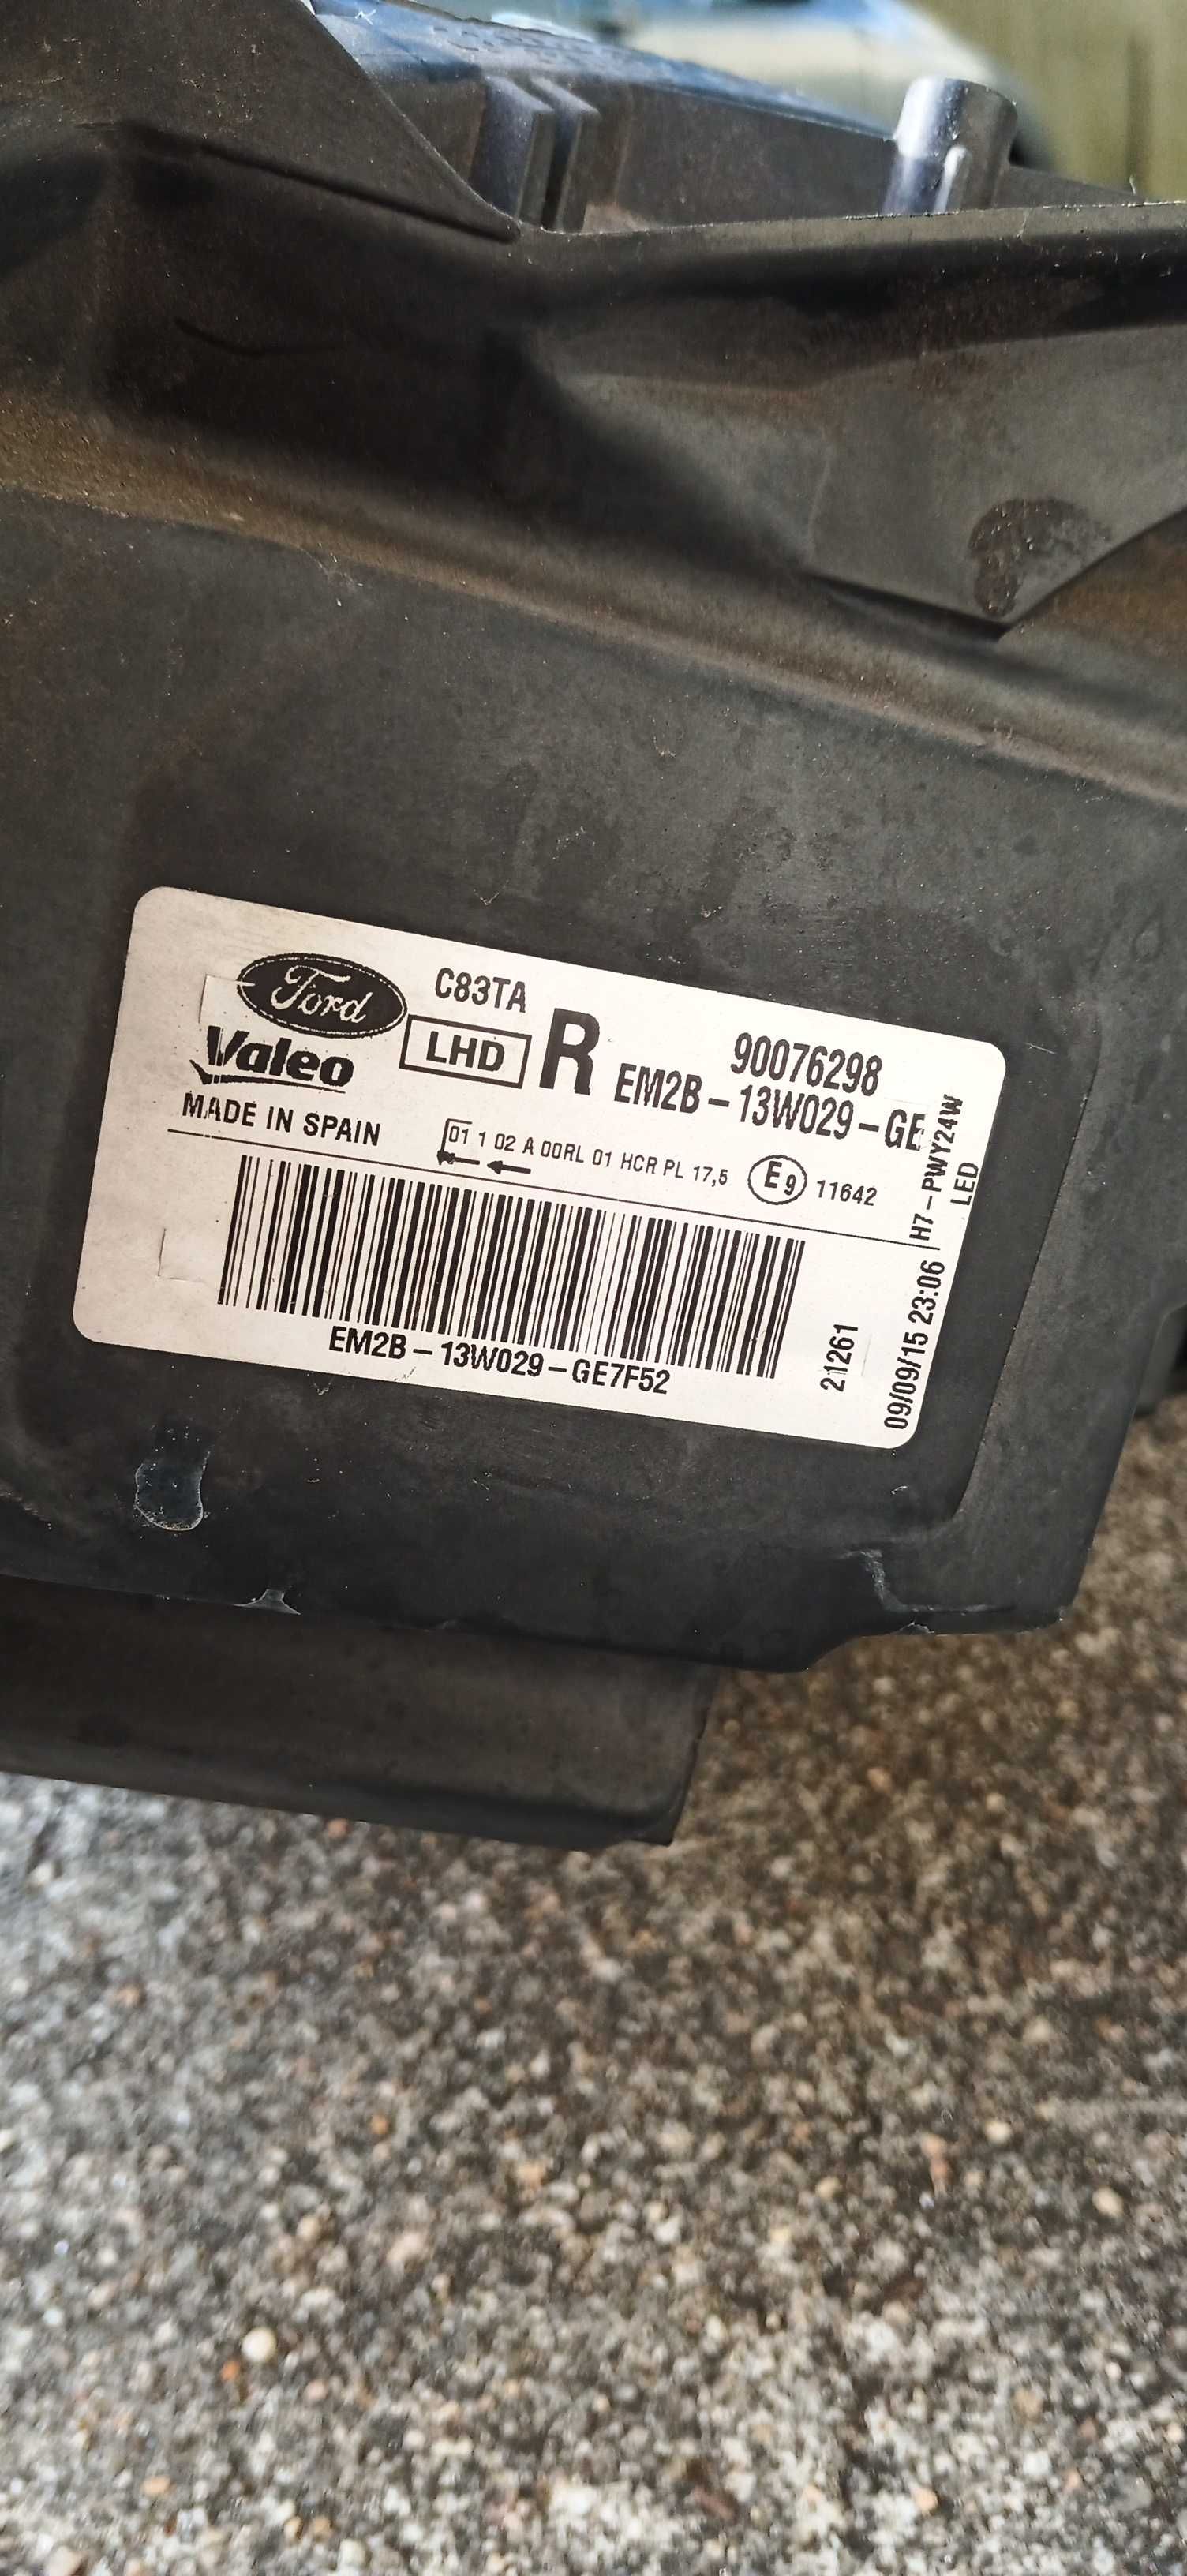 Ford
C83TA
Valeo
LHD
R
90076298
EM2B-13W029-GE
MADE IN SPAIN
01 1 02 A 00RL 01 HCR PL 17,5
E9 11642
H7-PWY24W
LED
EM2B-13W029-GE7F52
21261
09/09/15 23:06